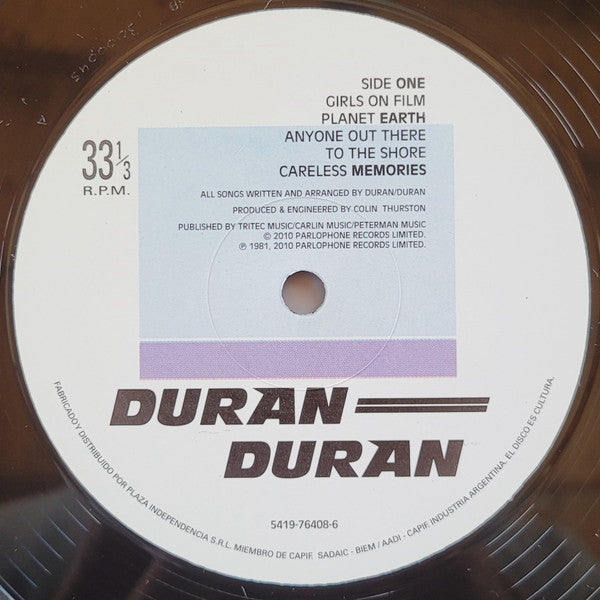 SIDE ONE
GIRLS ON FILM
PLANET EARTH
ANYONE OUT THERE
TO THE SHORE
CARELESS MEMORIES
33 1/3
R.P.M.
ALL SONGS WRITTEN AND ARRANGED BY DURAN/DURAN
PRODUCED & ENGINEERED BY COLIN THURSTON
PUBLISHED BY TRITEC MUSIC/CARLIN MUSIC/PETERMAN MUSIC
© 2010 PARLOPHONE RECORDS LIMITED.
℗ 1981, 2010 PARLOPHONE RECORDS LIMITED.
DURAN
DURAN
5419-76408-6
FABRICADO Y DISTRIBUIDO POR PLAZA INDEPENDENCIA S.R.L. MIEMBRO DE CAPIF. SADAIC - BIEM / AADI - CAPIF. INDUSTRIA ARGENTINA. EL DISCO ES CULTURA.